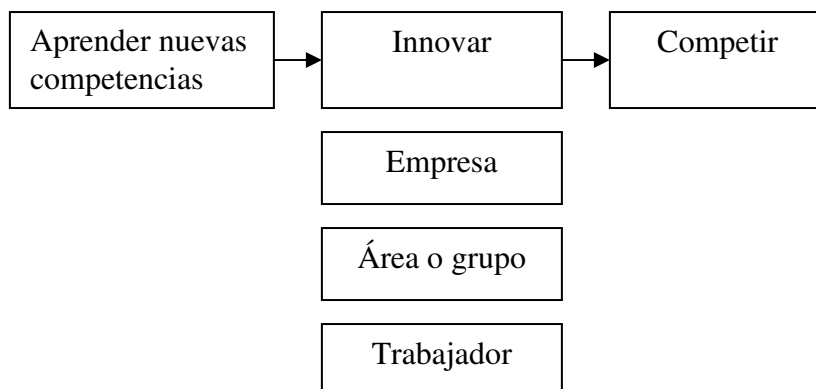 Aprender nuevas
competencias
Innovar
Competir
Empresa
Área o grupo
Trabajador